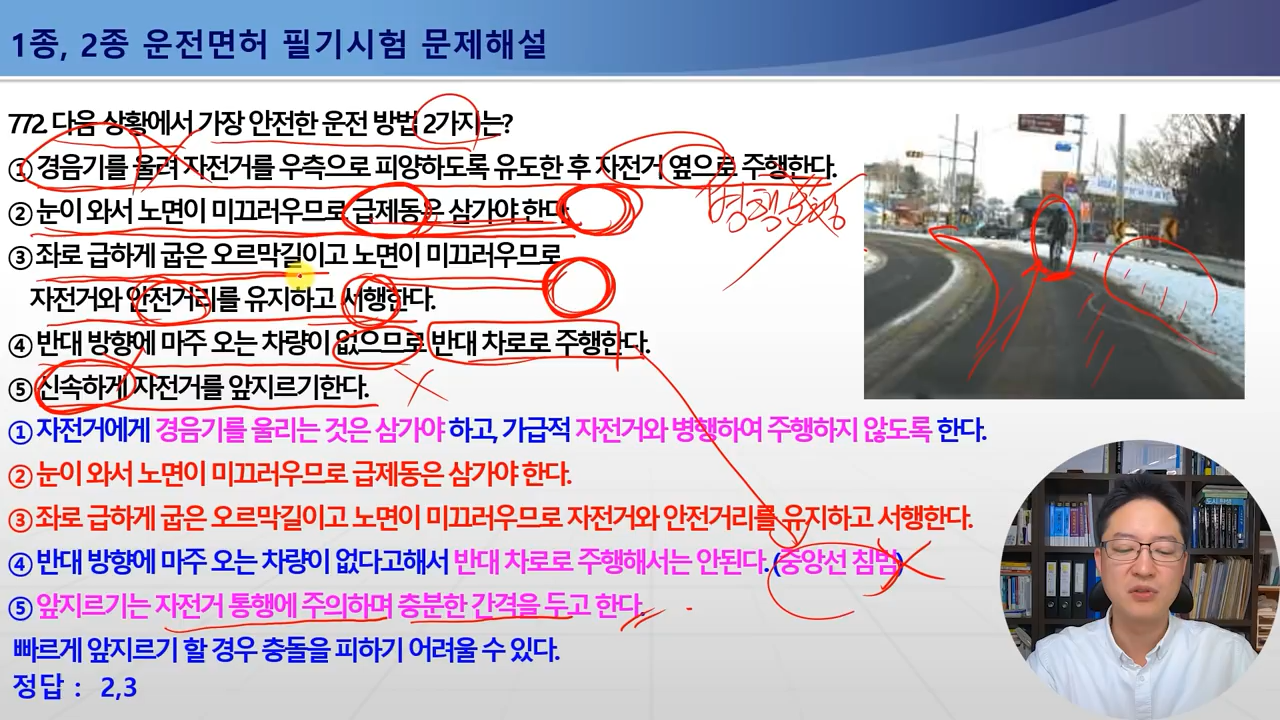 1종, 2종 운전면허 필기시험 문제해설
772. 다음 상황에서 가장 안전한 운전 방법 2가지는?
① 경음기를 울려 자전거를 우측으로 피양하도록 유도한 후 자전거 옆으로 주행한다.
② 눈이 와서 노면이 미끄러우므로 급제동은 삼가야 한다.
③ 좌로 급하게 굽은 오르막길이고 노면이 미끄러우므로
자전거와 안전거리를 유지하고 서행한다.
④ 반대 방향에 마주 오는 차량이 없으므로 반대 차로로 주행한다.
⑤ 신속하게 자전거를 앞지르기한다.
① 자전거에게 경음기를 울리는 것은 삼가야 하고, 가급적 자전거와 병행하여 주행하지 않도록 한다.
② 눈이 와서 노면이 미끄러우므로 급제동은 삼가야 한다.
③ 좌로 급하게 굽은 오르막길이고 노면이 미끄러우므로 자전거와 안전거리를 유지하고 서행한다.
④ 반대 방향에 마주 오는 차량이 없다고해서 반대 차로로 주행해서는 안된다. (중앙선 침범)
⑤ 앞지르기는 자전거 통행에 주의하며 충분한 간격을 두고 한다.
빠르게 앞지르기 할 경우 충돌을 피하기 어려울 수 있다.
정답 : 2,3